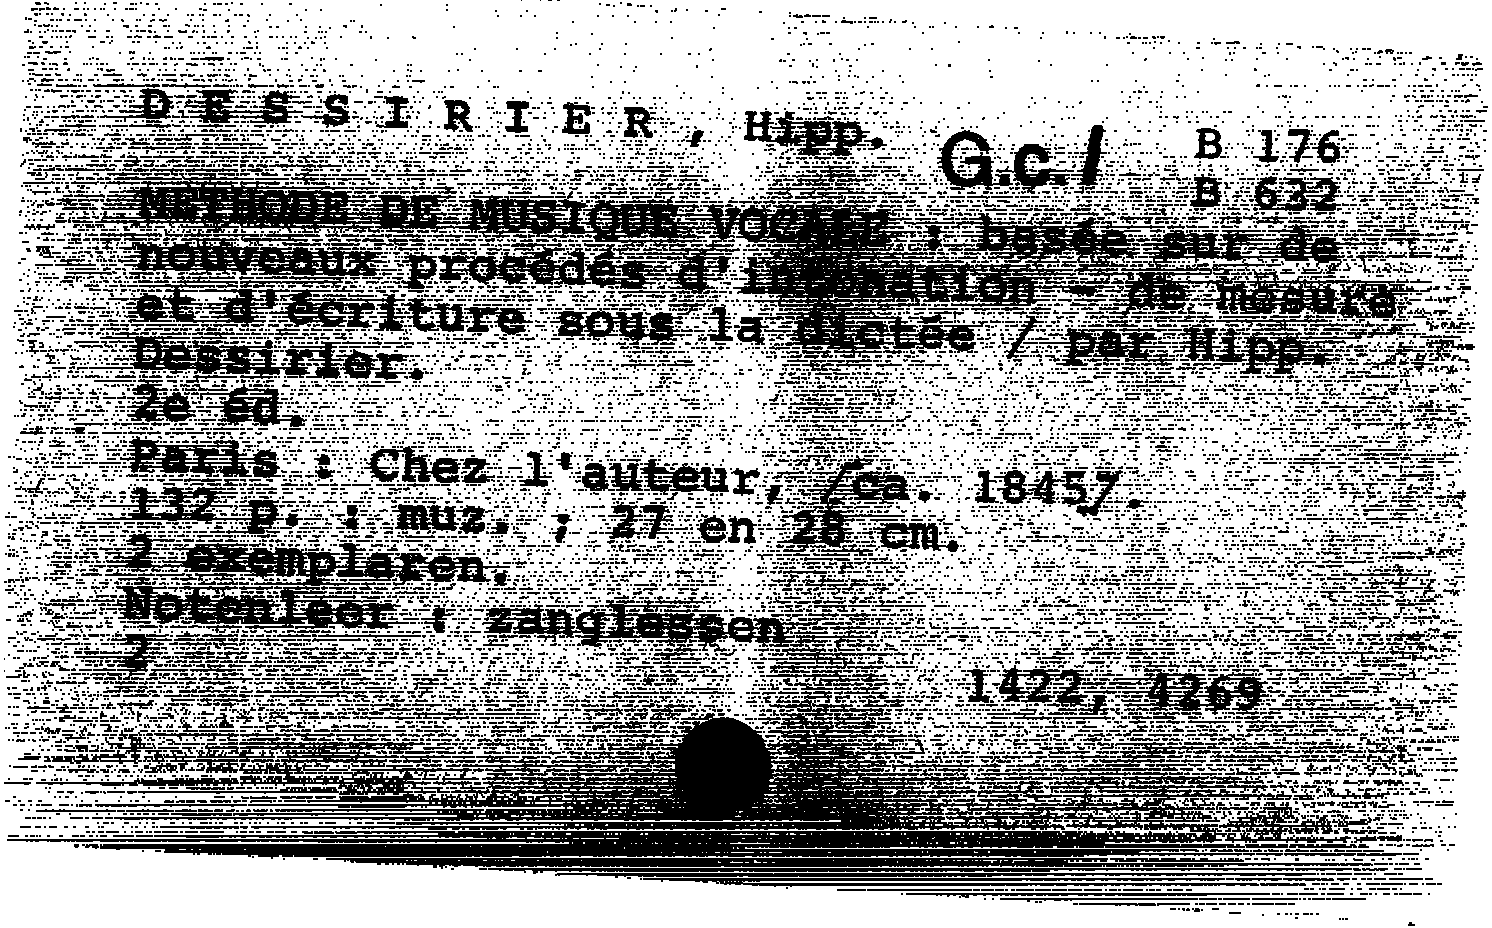 D E S S I R I E R , Hipp.
G.c. /
B 176
B 632
METHODE DE MUSIQUE VOCALE : basée sur de
nouveaux procédés d'intonation - de mesure
et d'écriture sous la dictée / par Hipp.
Dessirier.
2e éd.
Paris : Chez l'auteur, /ca. 1845/.
132 p. : muz. ; 27 en 28 cm.
2 exemplaren.
Notenleer : zanglessen
2
1422, 4269